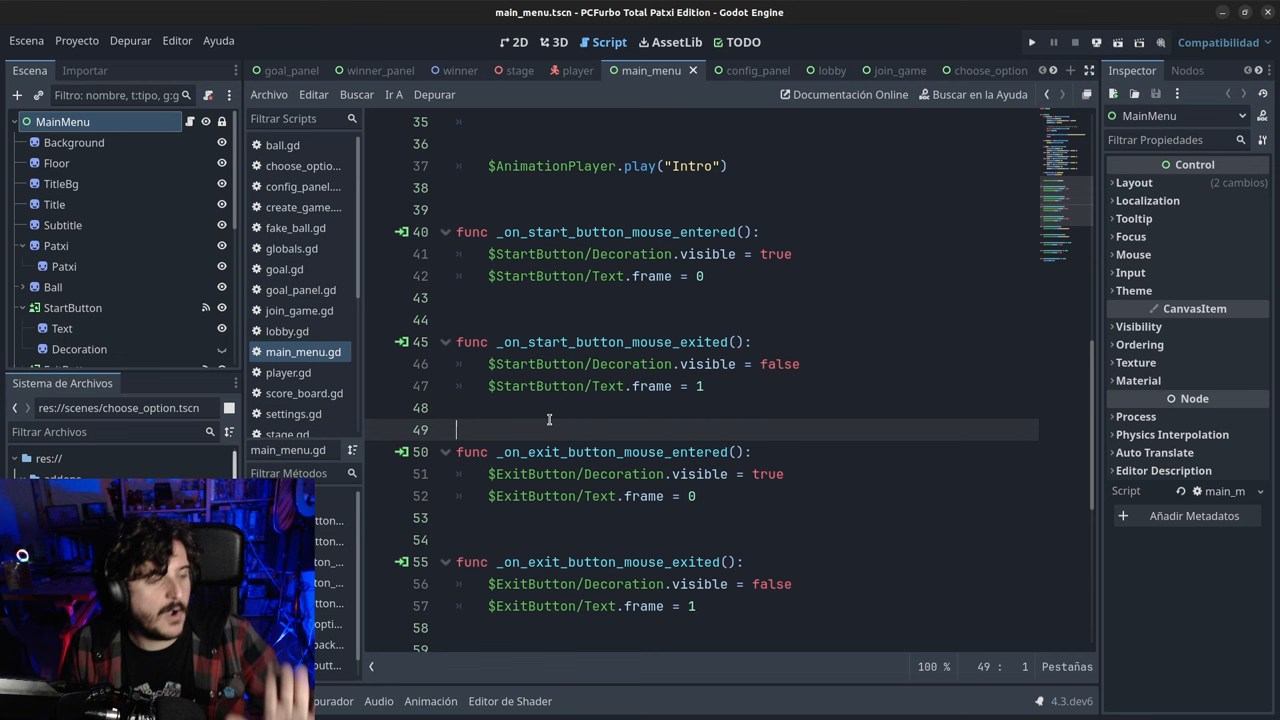 main_menu.tscn - PCFurbo Total Patxi Edition - Godot Engine
Escena Proyecto Depurar Editor Ayuda
2D 3D Script AssetLib TODO
Compatibilidad
Escena Importar
goal_panel winner_panel winner stage player main_menu config_panel lobby join_game choose_option
Inspector Nodos
Filtro: nombre, t:tipo, g:g
Archivo Editar Buscar Ir A Depurar
Documentación Online Buscar en la Ayuda
MainMenu
Background
Floor
TitleBg
Title
Subtitle
Patxi
Patxi
Ball
StartButton
Text
Decoration
Sistema de Archivos
res://scenes/choose_option.tscn
Filtrar Archivos
res://
Filtrar Scripts
ball.gd
choose_optio...
config_panel....
create_game....
fake_ball.gd
globals.gd
goal.gd
goal_panel.gd
join_game.gd
lobby.gd
main_menu.gd
player.gd
score_board.gd
settings.gd
stage.gd
main_menu.gd
Filtrar Métodos
35
36
37 $AnimationPlayer.play("Intro")
38
39
40 func _on_start_button_mouse_entered():
41 $StartButton/Decoration.visible = true
42 $StartButton/Text.frame = 0
43
44
45 func _on_start_button_mouse_exited():
46 $StartButton/Decoration.visible = false
47 $StartButton/Text.frame = 1
48
49
50 func _on_exit_button_mouse_entered():
51 $ExitButton/Decoration.visible = true
52 $ExitButton/Text.frame = 0
53
54
55 func _on_exit_button_mouse_exited():
56 $ExitButton/Decoration.visible = false
57 $ExitButton/Text.frame = 1
58
59
100 % 49 : 1 Pestañas
Audio Animación Editor de Shader
4.3.dev6
MainMenu
Filtrar Propiedades
Control
Layout (2 cambios)
Localization
Tooltip
Focus
Mouse
Input
Theme
CanvasItem
Visibility
Ordering
Texture
Material
Node
Process
Physics Interpolation
Auto Translate
Editor Description
Script main_m
Añadir Metadatos